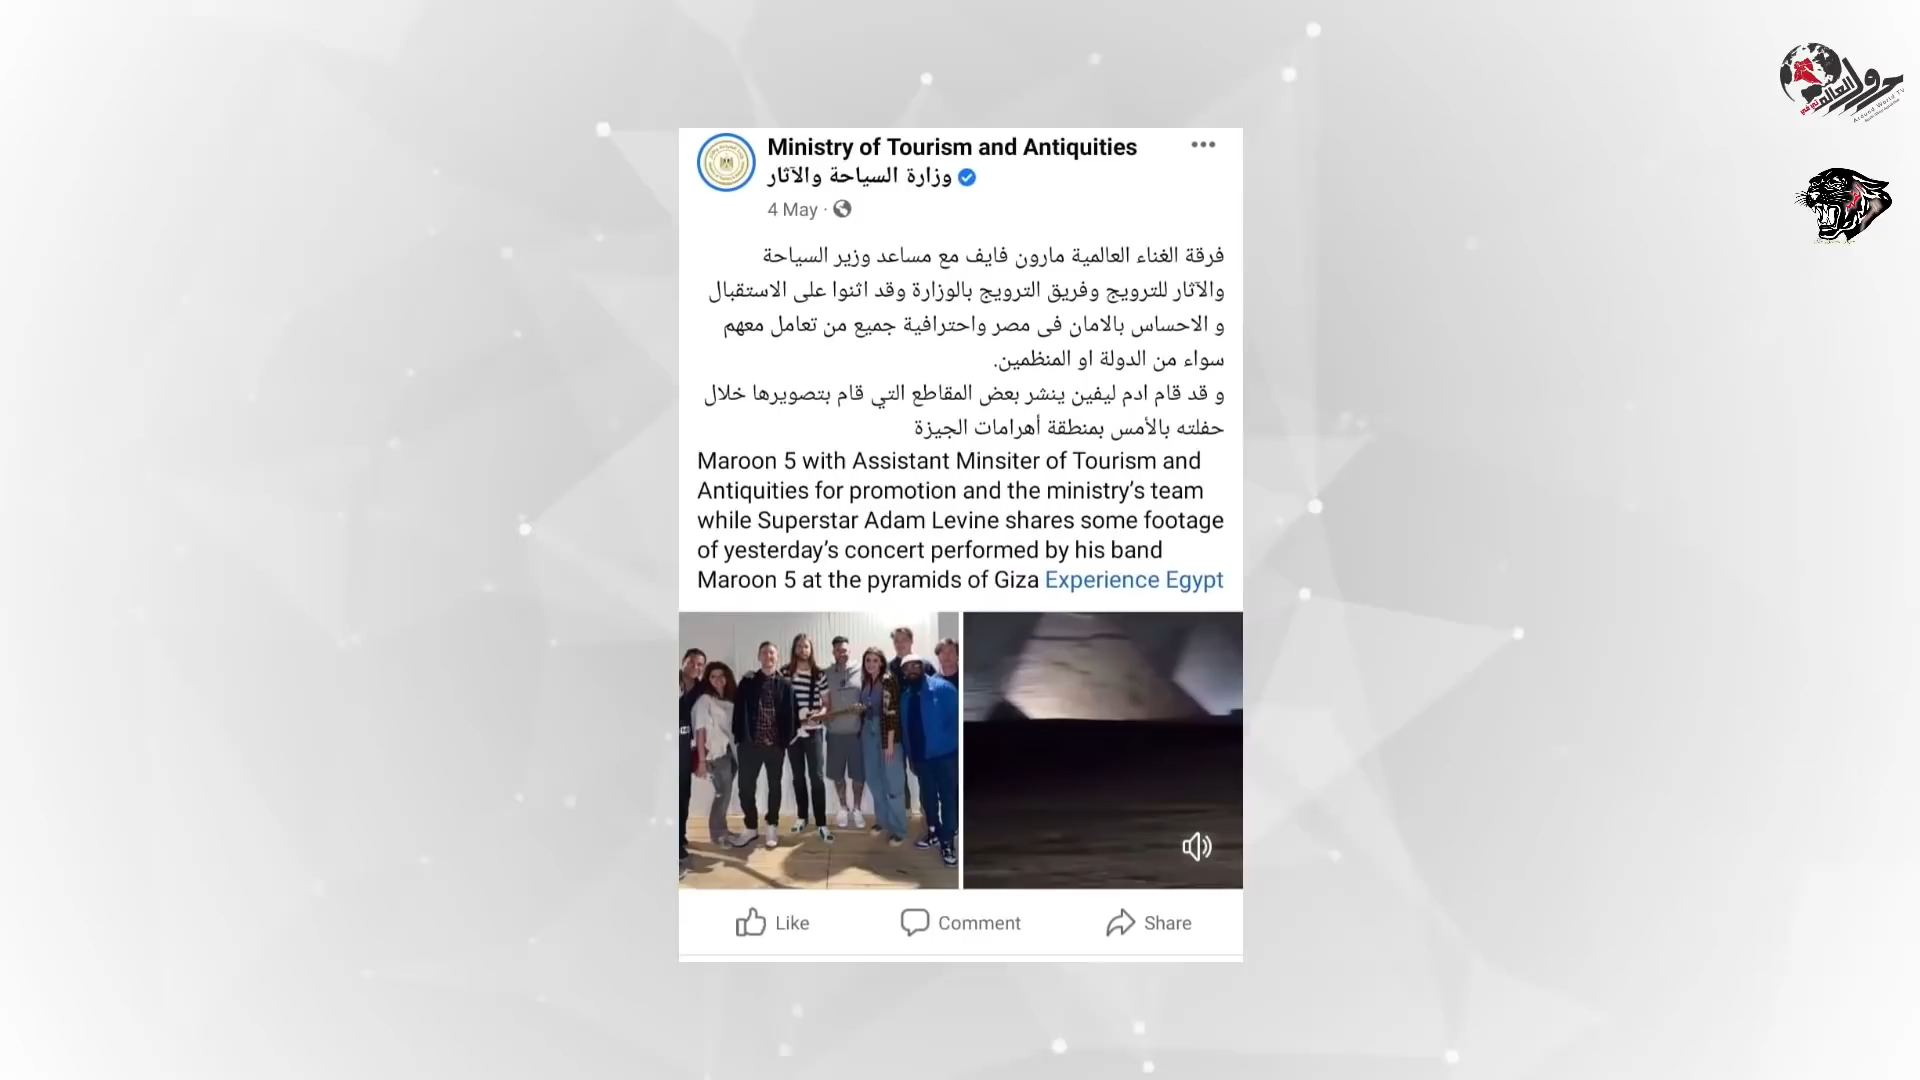 Ministry of Tourism and Antiquities
وزارة السياحة والآثار
4 May ·
فرقة الغناء العالمية مارون فايف مع مساعد وزير السياحة
والآثار للترويج وفريق الترويج بالوزارة وقد اثنوا على الاستقبال
و الاحساس بالامان فى مصر واحترافية جميع من تعامل معهم
سواء من الدولة او المنظمين.
و قد قام ادم ليفين ينشر بعض المقاطع التي قام بتصويرها خلال
حفلته بالأمس بمنطقة أهرامات الجيزة
Maroon 5 with Assistant Minsiter of Tourism and
Antiquities for promotion and the ministry’s team
while Superstar Adam Levine shares some footage
of yesterday’s concert performed by his band
Maroon 5 at the pyramids of Giza Experience Egypt
Like
Comment
Share
حول العالم
Around World TV